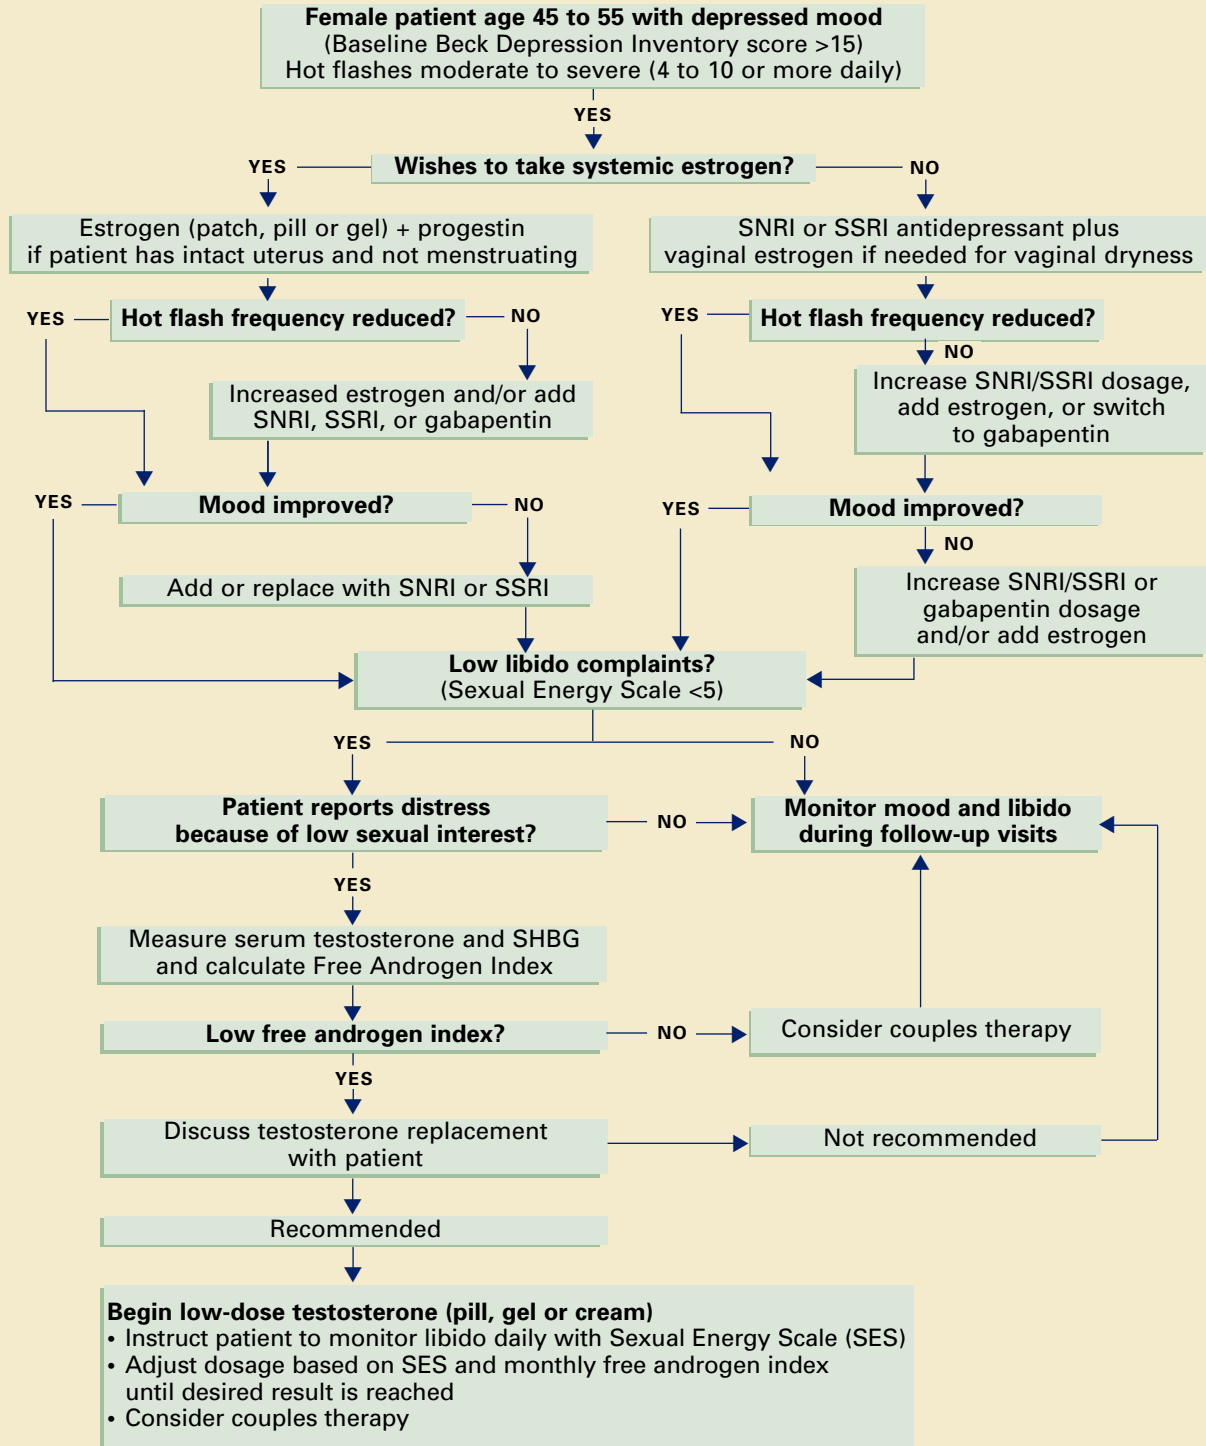 Female patient age 45 to 55 with depressed mood
(Baseline Beck Depression Inventory score >15)
Hot flashes moderate to severe (4 to 10 or more daily)
YES
YES
Wishes to take systemic estrogen?
NO
Estrogen (patch, pill or gel) + progestin
if patient has intact uterus and not menstruating
SNRI or SSRI antidepressant plus
vaginal estrogen if needed for vaginal dryness
YES
Hot flash frequency reduced?
NO
YES
Hot flash frequency reduced?
NO
Increased estrogen and/or add
SNRI, SSRI, or gabapentin
Increase SNRI/SSRI dosage,
add estrogen, or switch
to gabapentin
YES
Mood improved?
NO
YES
Mood improved?
NO
Add or replace with SNRI or SSRI
Increase SNRI/SSRI or
gabapentin dosage
and/or add estrogen
Low libido complaints?
(Sexual Energy Scale <5)
YES
NO
Patient reports distress
because of low sexual interest?
NO
Monitor mood and libido
during follow-up visits
YES
Measure serum testosterone and SHBG
and calculate Free Androgen Index
Low free androgen index?
NO
Consider couples therapy
YES
Discuss testosterone replacement
with patient
Not recommended
Recommended
Begin low-dose testosterone (pill, gel or cream)
• Instruct patient to monitor libido daily with Sexual Energy Scale (SES)
• Adjust dosage based on SES and monthly free androgen index
until desired result is reached
• Consider couples therapy